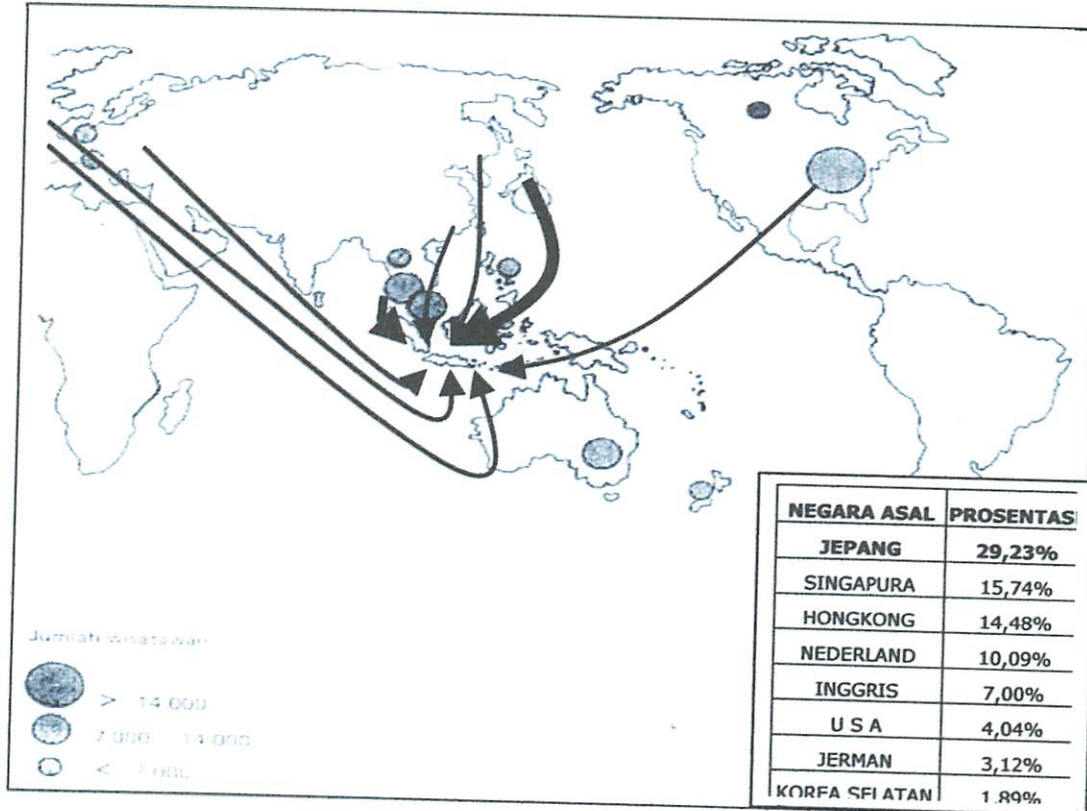 NEGARA ASAL PROSENTAS
JEPANG 29,23%
SINGAPURA 15,74%
HONGKONG 14,48%
NEDERLAND 10,09%
INGGRIS 7,00%
U S A 4,04%
JERMAN 3,12%
KOREA SELATAN 1,89%
Jumlah wisatawan
> 14.000
7.000 14.000
< 7.000